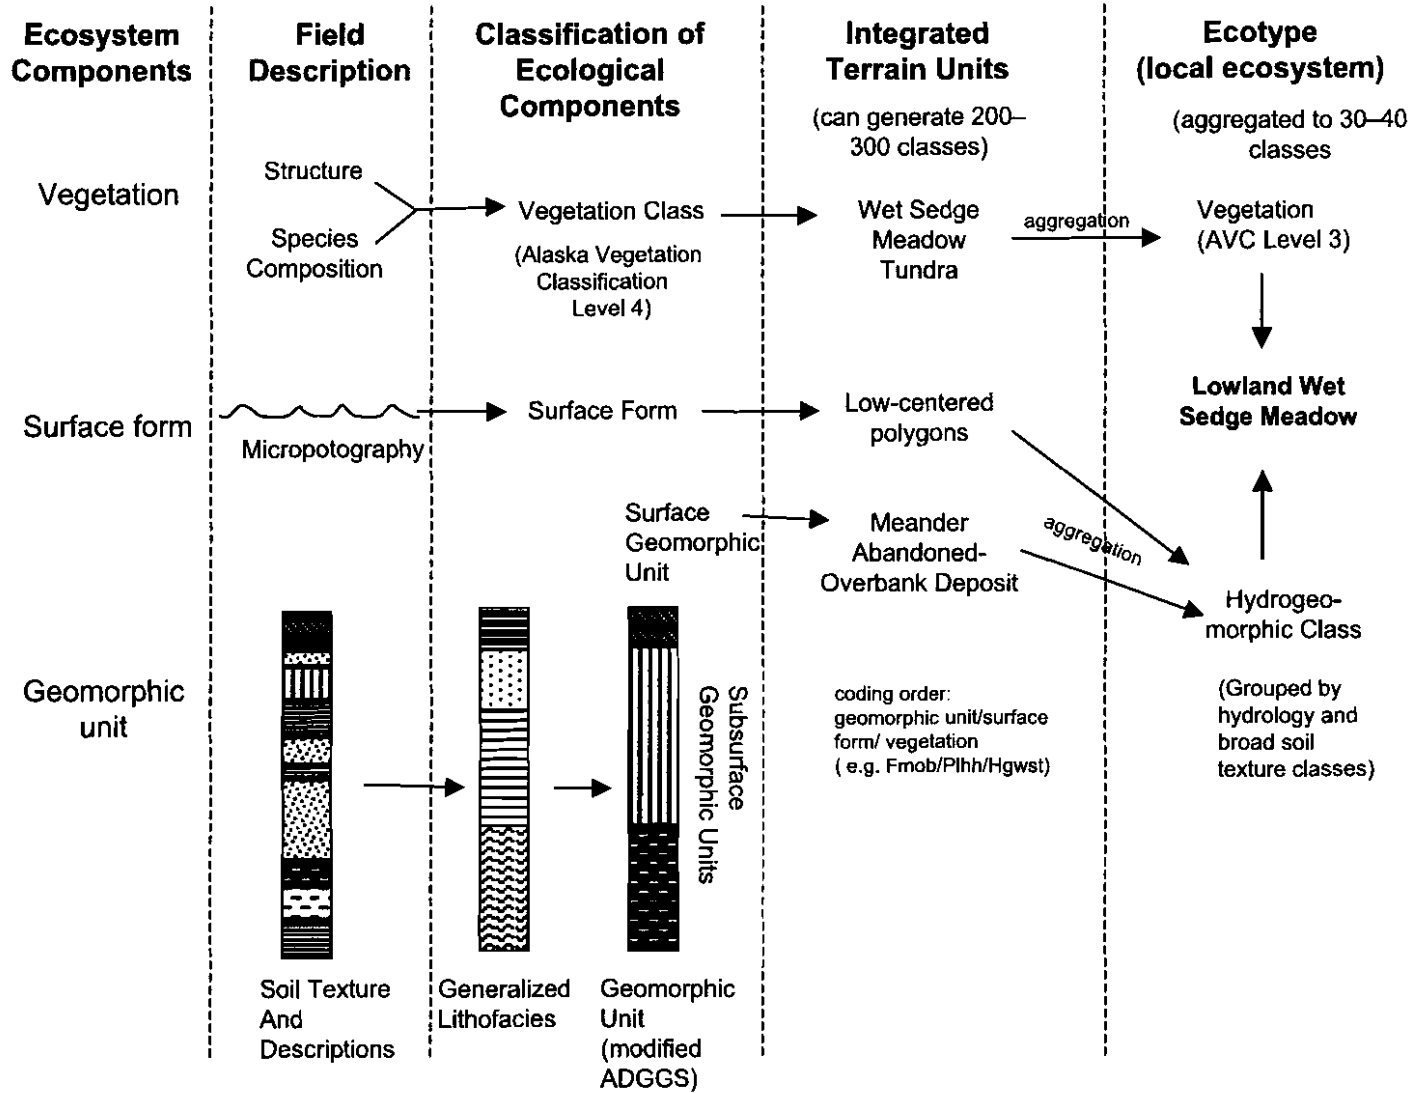 Ecosystem
Components
Field
Description
Classification of
Ecological
Components
Integrated
Terrain Units
(can generate 200–
300 classes)
Ecotype
(local ecosystem)
(aggregated to 30–40
classes
Vegetation
Structure
Species
Composition
Vegetation Class
(Alaska Vegetation
Classification
Level 4)
Wet Sedge
Meadow
Tundra
aggregation
Vegetation
(AVC Level 3)
Lowland Wet
Sedge Meadow
Surface form
Micropotography
Surface Form
Low-centered
polygons
Surface
Geomorphic
Unit
Meander
Abandoned-
Overbank Deposit
aggregation
Hydrogeo-
morphic Class
(Grouped by
hydrology and
broad soil
texture classes)
Geomorphic
unit
Subsurface
Geomorphic Units
coding order:
geomorphic unit/surface
form/ vegetation
( e.g. Fmob/Plhh/Hgwst)
Soil Texture
And
Descriptions
Generalized
Lithofacies
Geomorphic
Unit
(modified
ADGGS)